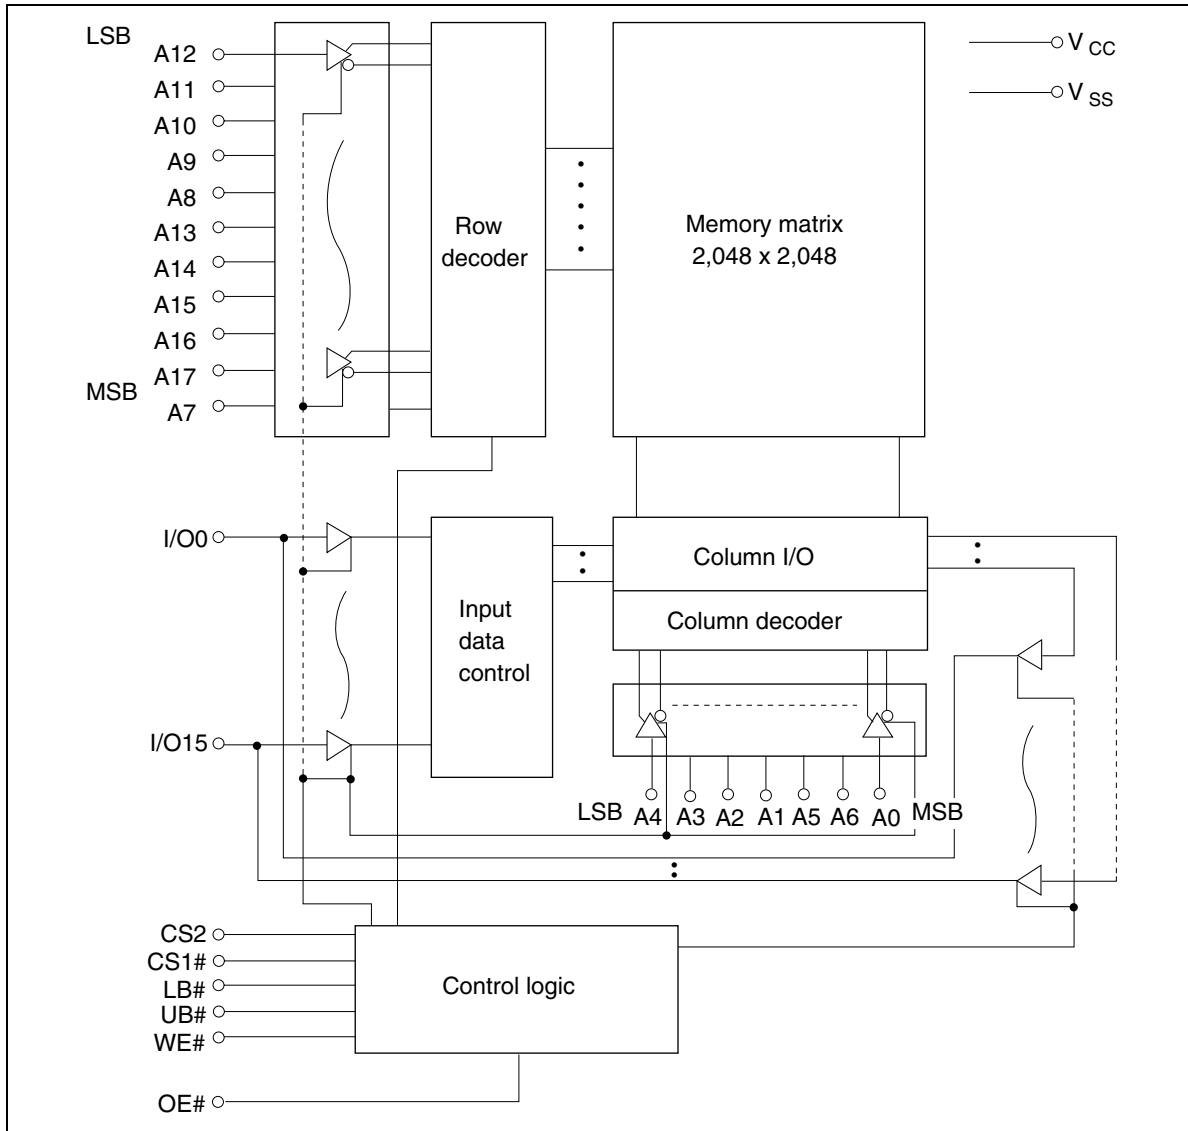 LSB
A12
A11
A10
A9
A8
A13
A14
A15
A16
A17
MSB
A7
Row
decoder
Memory matrix
2,048 x 2,048
V CC
V SS
I/O0
I/O15
Input
data
control
Column I/O
Column decoder
LSB A4 A3 A2 A1 A5 A6 A0 MSB
CS2
CS1#
LB#
UB#
WE#
OE#
Control logic